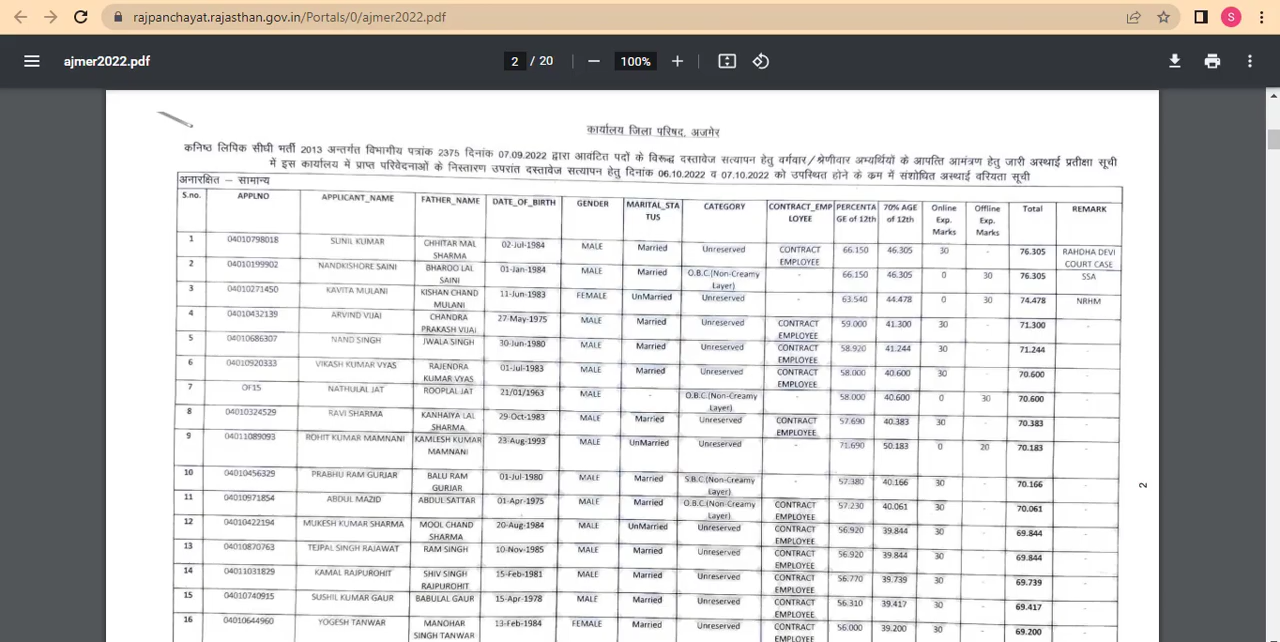 rajpanchayat.rajasthan.gov.in/Portals/0/ajmer2022.pdf
S
ajmer2022.pdf
2 / 20
100%
कार्यालय जिला परिषद, अजमेर
कनिष्ठ लिपिक सीधी भर्ती 2013 अन्तर्गत विभागीय पत्रांक 2375 दिनांक 07.09.2022 द्वारा आवंटित पदों के विरूद्ध दस्तावेज सत्यापन हेतु वर्गवार/श्रेणीवार अभ्यर्थियों के आपत्ति आमंत्रण हेतु जारी अस्थाई प्रतीक्षा सूची
में इस कार्यालय में प्राप्त परिवेदनाओं के निस्तारण उपरांत दस्तावेज सत्यापन हेतु दिनांक 06.10.2022 व 07.10.2022 को उपस्थित होने के क्रम में संशोधित अस्थाई वरियता सूची
अनारक्षित – सामान्य
S.no. APPLNO APPLICANT_NAME FATHER_NAME DATE_OF_BIRTH GENDER MARITAL_STA CATEGORY CONTRACT_EMP PERCENTA 70% AGE Online Offline Total REMARK
TUS LOYEE GE of 12th of 12th Exp. Exp.
Marks Marks
1 04010798018 SUNIL KUMAR CHHITAR MAL 02-Jul-1984 MALE Married Unreserved CONTRACT 66.150 46.305 30 - 76.305 RAHDHA DEVI
SHARMA EMPLOYEE COURT CASE
2 04010199902 NANDKISHORE SAINI BHAROO LAL 01-Jan-1984 MALE Married O.B.C.(Non-Creamy - 66.150 46.305 0 30 76.305 SSA
SAINI Layer)
3 04010271450 KAVITA MULANI KISHAN CHAND 11-Jun-1983 FEMALE UnMarried Unreserved - 63.540 44.478 0 30 74.478 NRHM
MULANI
4 04010432139 ARVIND VIJAI CHANDRA 27-May-1975 MALE Married Unreserved CONTRACT 59.000 41.300 30 - 71.300 -
PRAKASH VIJAI EMPLOYEE
5 04010686307 NAND SINGH JWALA SINGH 30-Jun-1980 MALE Married Unreserved CONTRACT 58.920 41.244 30 - 71.244 -
EMPLOYEE
6 04010920333 VIKASH KUMAR VYAS RAJENDRA 01-Jul-1983 MALE Married Unreserved CONTRACT 58.000 40.600 30 - 70.600 -
KUMAR VYAS EMPLOYEE
7 OF15 NATHULAL JAT ROOPLAL JAT 21/01/1963 MALE - O.B.C.(Non-Creamy - 58.000 40.600 0 30 70.600 -
Layer)
8 04010324529 RAVI SHARMA KANHAIYA LAL 29-Oct-1983 MALE Married Unreserved CONTRACT 57.690 40.383 30 - 70.383 -
SHARMA EMPLOYEE
9 04011089093 ROHIT KUMAR MAMNANI KAMLESH KUMAR 23-Aug-1993 MALE UnMarried Unreserved - 71.690 50.183 0 20 70.183 -
MAMNANI
10 04010456329 PRABHU RAM GURJAR BALU RAM 01-Jul-1980 MALE Married S.B.C.(Non-Creamy - 57.380 40.166 30 - 70.166 -
GURJAR Layer)
11 04010971854 ABDUL MAZID ABDUL SATTAR 01-Apr-1975 MALE Married O.B.C.(Non-Creamy CONTRACT 57.230 40.061 30 - 70.061 -
Layer) EMPLOYEE
12 04010422194 MUKESH KUMAR SHARMA MOOL CHAND 20-Aug-1984 MALE UnMarried Unreserved CONTRACT 56.920 39.844 30 - 69.844 -
SHARMA EMPLOYEE
13 04010870763 TEJPAL SINGH RAJAWAT RAM SINGH 10-Nov-1985 MALE Married Unreserved CONTRACT 56.920 39.844 30 - 69.844 -
EMPLOYEE
14 04011031829 KAMAL RAJPUROHIT SHIV SINGH 15-Feb-1981 MALE Married Unreserved CONTRACT 56.770 39.739 30 - 69.739 -
RAJPUROHIT EMPLOYEE
15 04010740915 SUSHIL KUMAR GAUR BABULAL GAUR 15-Apr-1978 MALE Married Unreserved CONTRACT 56.310 39.417 30 - 69.417 -
EMPLOYEE
16 04010644960 YOGESH TANWAR MANOHAR 13-Feb-1984 FEMALE Married Unreserved CONTRACT 56.000 39.200 30 - 69.200 -
SINGH TANWAR EMPLOYEE
2